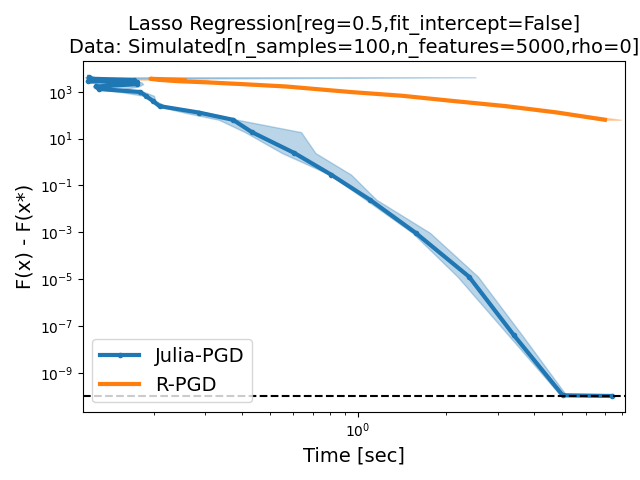 Lasso Regression[reg=0.5,fit_intercept=False]
Data: Simulated[n_samples=100,n_features=5000,rho=0]
F(x) - F(x*)
10³
10¹
10⁻¹
10⁻³
10⁻⁵
10⁻⁷
10⁻⁹
Julia-PGD
R-PGD
10⁰
Time [sec]